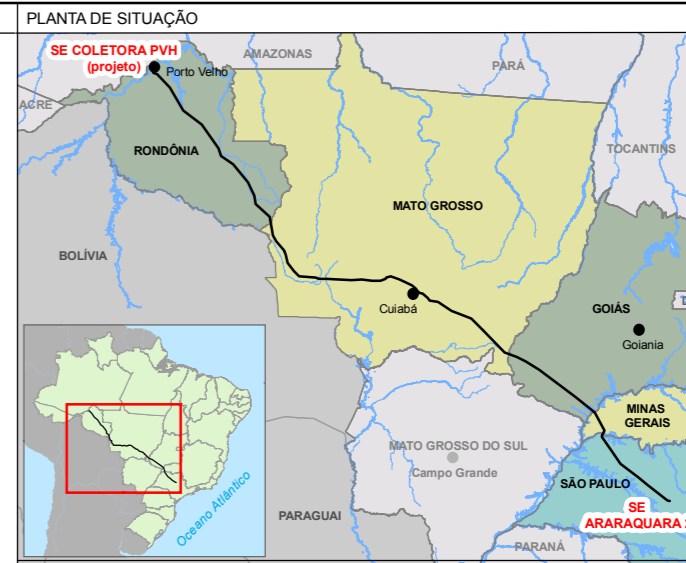 PLANTA DE SITUAÇÃO
SE COLETORA PVH
(projeto)
Porto Velho
AMAZONAS
PARÁ
ACRE
RONDÔNIA
TOCANTINS
MATO GROSSO
BOLÍVIA
Cuiabá
GOIÁS
Goiania
MINAS
GERAIS
MATO GROSSO DO SUL
Campo Grande
SÃO PAULO
SE
ARARAQUARA
PARAGUAI
PARANÁ
Oceano Atlântico